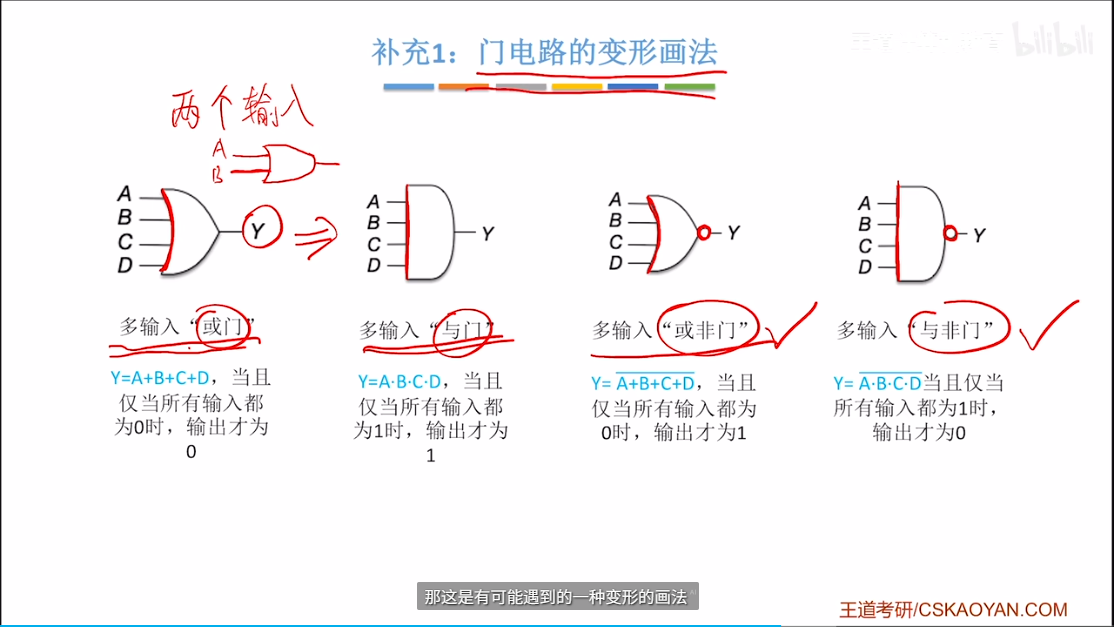 补充1：门电路的变形画法
bilibili
两个输入
A
B
A
B
C
D
Y
A
B
C
D
Y
A
B
C
D
Y
A
B
C
D
Y
多输入“或门”
多输入“与门”
多输入“或非门”
多输入“与非门”
Y=A+B+C+D，当且
仅当所有输入都
为0时，输出才为
0
Y=A·B·C·D，当且
仅当所有输入都
为1时，输出才为
1
Y= A+B+C+D，当且
仅当所有输入都为
0时，输出才为1
Y= A·B·C·D当且仅当
所有输入都为1时，
输出才为0
那这是有可能遇到的一种变形的画法
王道考研/CSKAOYAN.COM